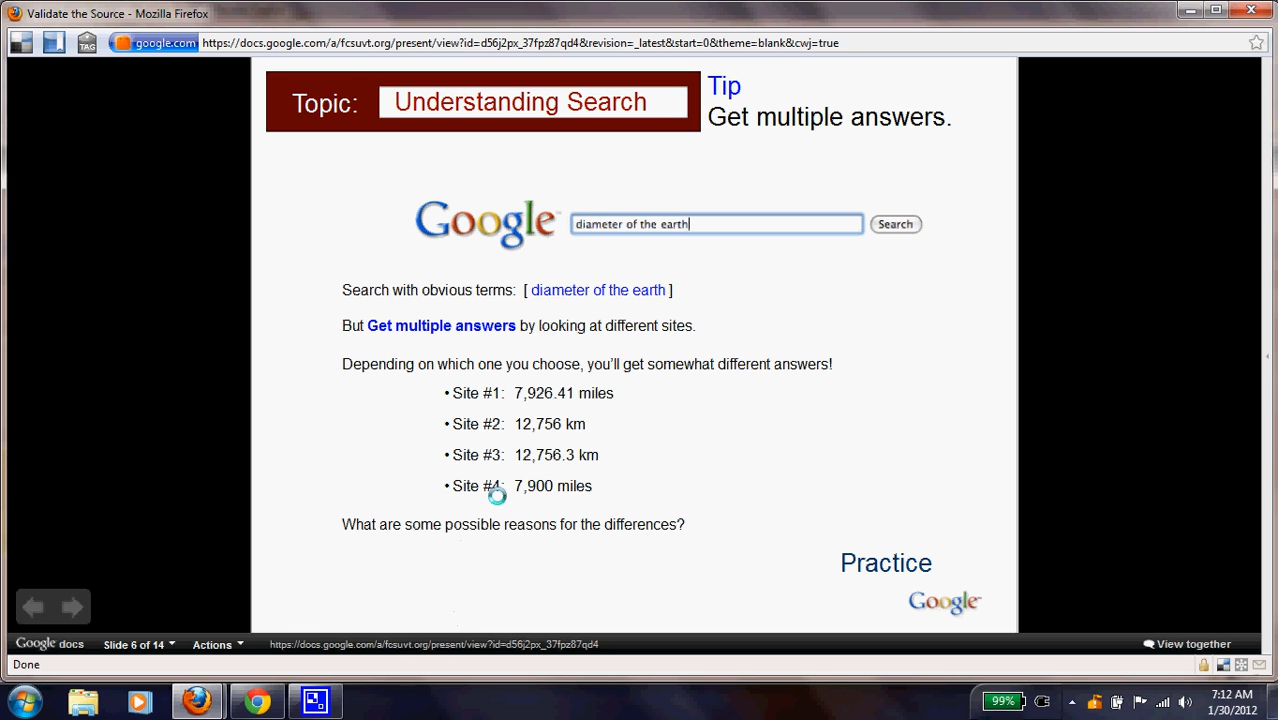 Validate the Source - Mozilla Firefox
TAG
google.com
https://docs.google.com/a/fcsuvt.org/present/view?id=d56j2px_37fpz87qd4&revision=_latest&start=0&theme=blank&cwj=true
Topic: Understanding Search
Tip
Get multiple answers.
Google™ diameter of the earth Search
Search with obvious terms: [ diameter of the earth ]
But Get multiple answers by looking at different sites.
Depending on which one you choose, you'll get somewhat different answers!
• Site #1: 7,926.41 miles
• Site #2: 12,756 km
• Site #3: 12,756.3 km
• Site #4: 7,900 miles
What are some possible reasons for the differences?
Practice
Google™
Google docs Slide 6 of 14 Actions https://docs.google.com/a/fcsuvt.org/present/view?id=d56j2px_37fpz87qd4 View together
Done
99%
7:12 AM
1/30/2012